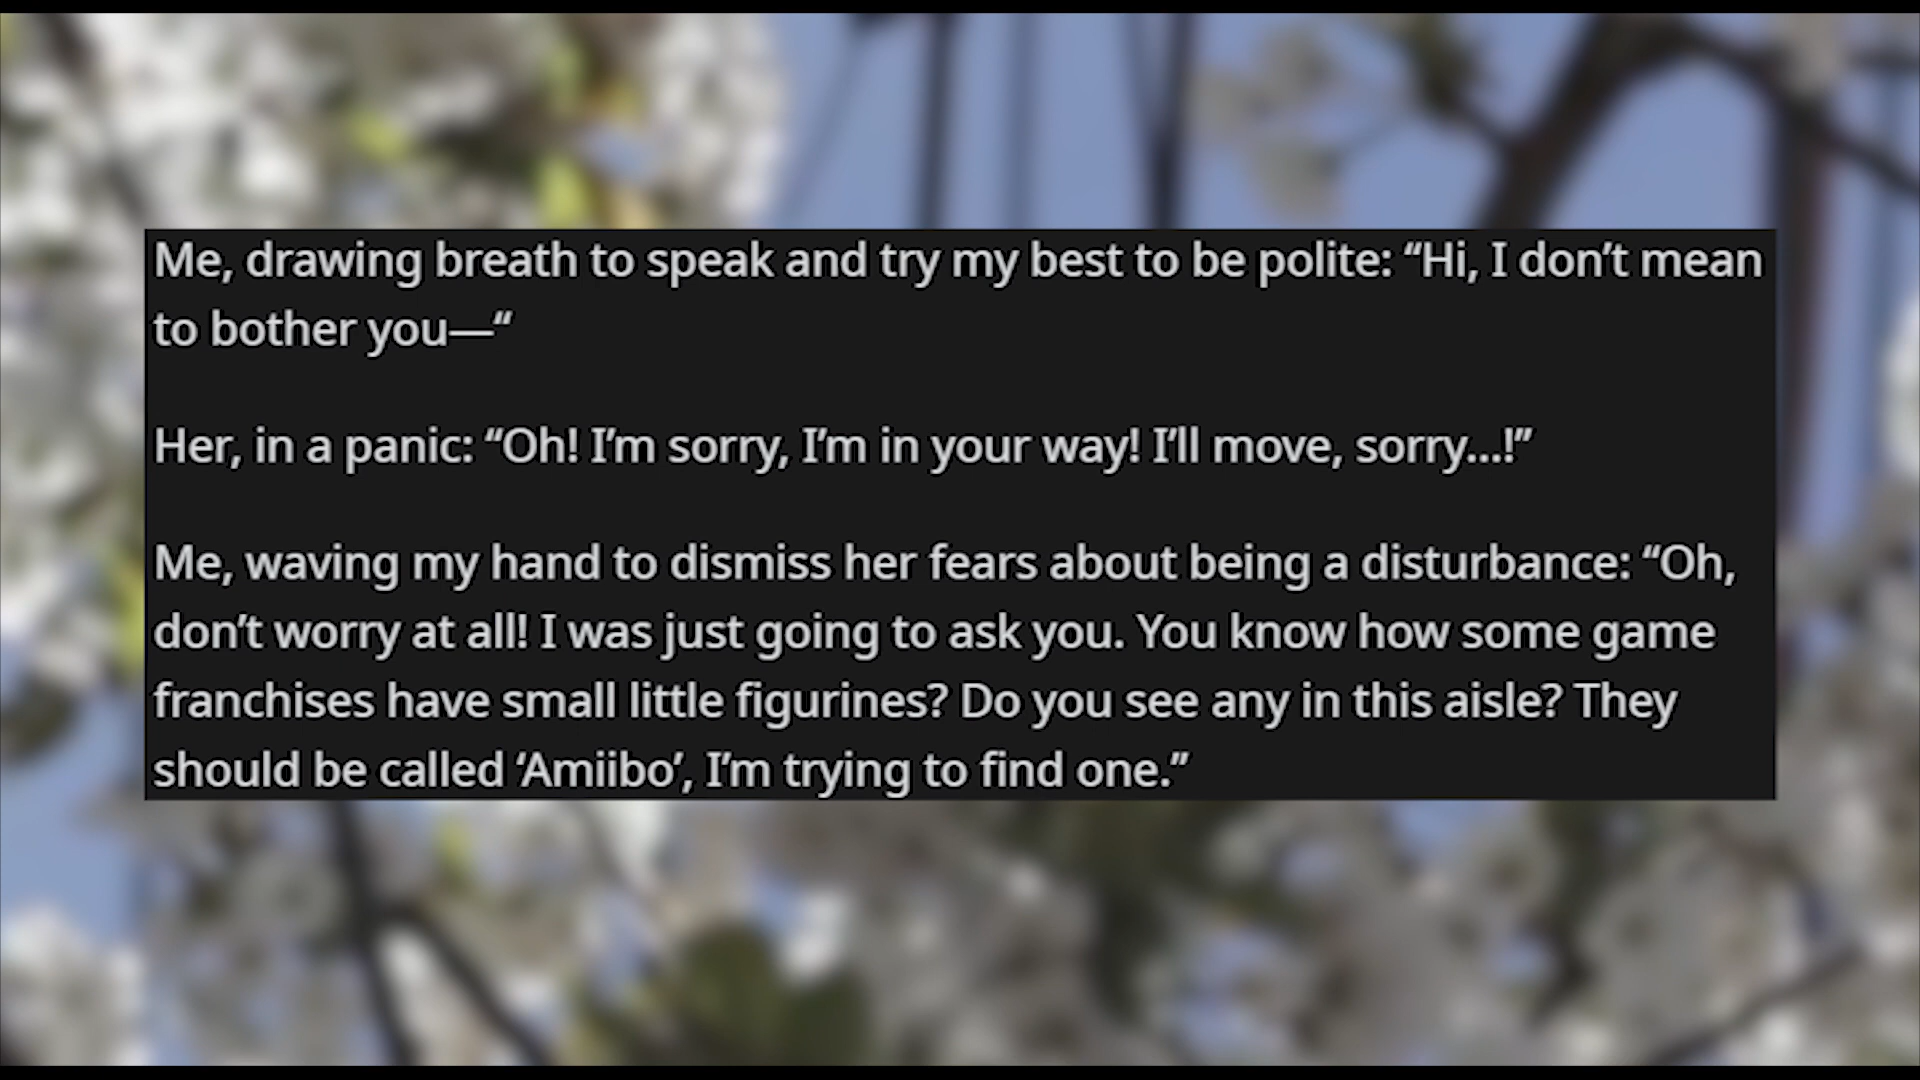 Me, drawing breath to speak and try my best to be polite: “Hi, I don’t mean
to bother you—“
Her, in a panic: “Oh! I’m sorry, I’m in your way! I’ll move, sorry...!”
Me, waving my hand to dismiss her fears about being a disturbance: “Oh,
don’t worry at all! I was just going to ask you. You know how some game
franchises have small little figurines? Do you see any in this aisle? They
should be called ‘Amiibo’, I’m trying to find one.”